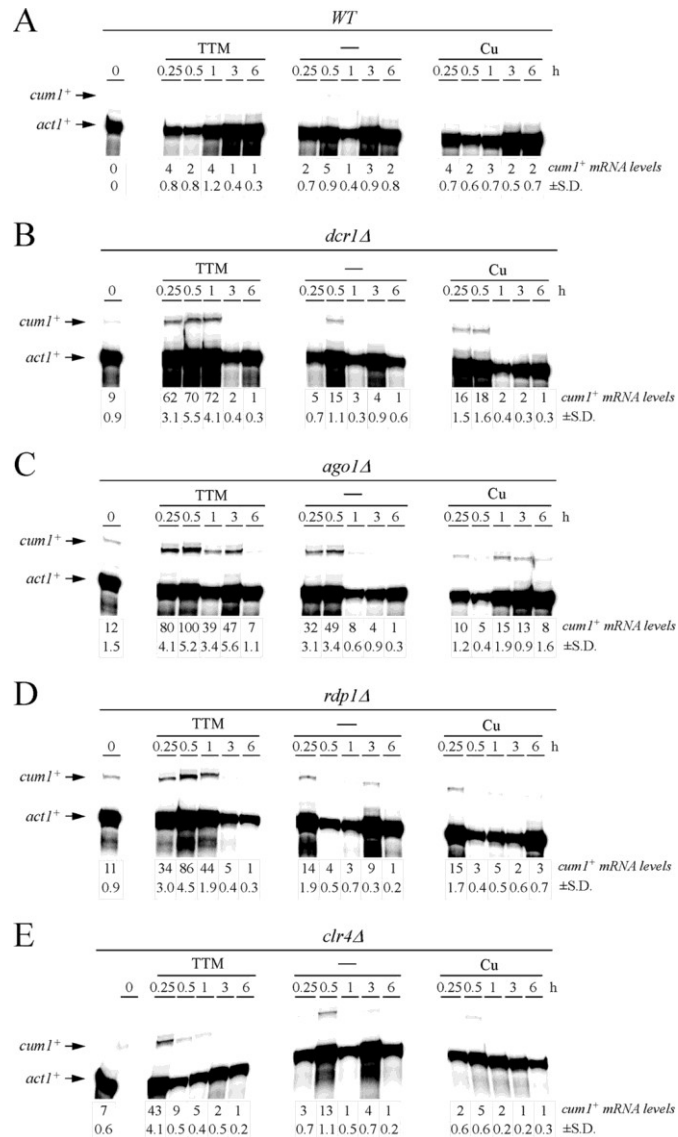 A
WT
TTM — Cu
0 0.25 0.5 1 3 6 0.25 0.5 1 3 6 0.25 0.5 1 3 6 h
cum1+
act1+
0 4 2 4 1 1 2 5 1 3 2 4 2 3 2 2 cum1+ mRNA levels
0 0.8 0.8 1.2 0.4 0.3 0.7 0.9 0.4 0.9 0.8 0.7 0.6 0.7 0.5 0.7 ±S.D.
B
dcr1Δ
TTM — Cu
0 0.25 0.5 1 3 6 0.25 0.5 1 3 6 0.25 0.5 1 3 6 h
cum1+
act1+
9 62 70 72 2 1 5 15 3 4 1 16 18 2 2 1 cum1+ mRNA levels
0.9 3.1 5.5 4.1 0.4 0.3 0.7 1.1 0.3 0.9 0.6 1.5 1.6 0.4 0.3 0.3 ±S.D.
C
ago1Δ
TTM — Cu
0 0.25 0.5 1 3 6 0.25 0.5 1 3 6 0.25 0.5 1 3 6 h
cum1+
act1+
12 80 100 39 47 7 32 49 8 4 1 10 5 15 13 8 cum1+ mRNA levels
1.5 4.1 5.2 3.4 5.6 1.1 3.1 3.4 0.6 0.9 0.3 1.2 0.4 1.9 0.9 1.6 ±S.D.
D
rdp1Δ
TTM — Cu
0 0.25 0.5 1 3 6 0.25 0.5 1 3 6 0.25 0.5 1 3 6 h
cum1+
act1+
11 34 86 44 5 1 14 4 3 9 1 15 3 5 2 3 cum1+ mRNA levels
0.9 3.0 4.5 1.9 0.4 0.3 1.9 0.5 0.7 0.3 0.2 1.7 0.4 0.5 0.6 0.7 ±S.D.
E
clr4Δ
TTM — Cu
0 0.25 0.5 1 3 6 0.25 0.5 1 3 6 0.25 0.5 1 3 6 h
cum1+
act1+
7 43 9 5 2 1 3 13 1 4 1 2 5 2 1 1 cum1+ mRNA levels
0.6 4.1 0.5 0.4 0.5 0.2 0.7 1.1 0.5 0.7 0.2 0.6 0.6 0.2 0.2 0.3 ±S.D.